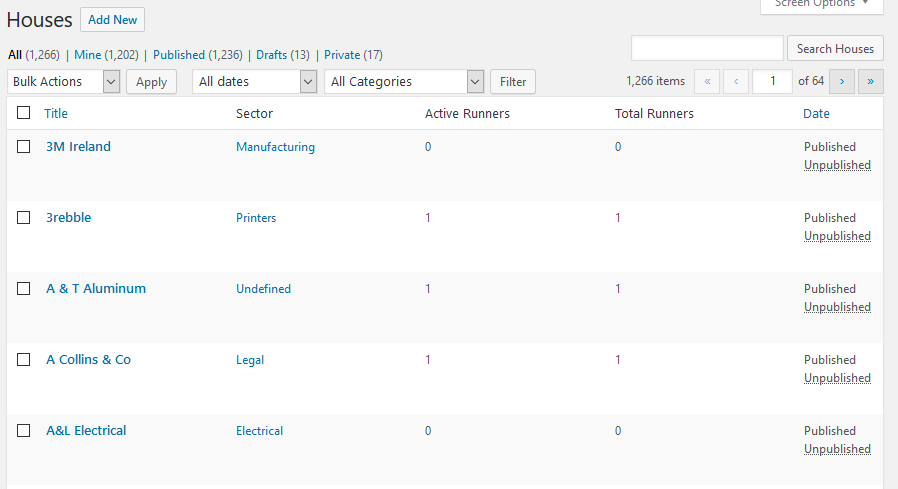 Screen Options ▼
Houses Add New
All (1,266) | Mine (1,202) | Published (1,236) | Drafts (13) | Private (17)
Search Houses
Bulk Actions Apply All dates All Categories Filter 1,266 items « ‹ 1 of 64 › »
Title Sector Active Runners Total Runners Date
3M Ireland Manufacturing 0 0 Published
Unpublished
3rebble Printers 1 1 Published
Unpublished
A & T Aluminum Undefined 1 1 Published
Unpublished
A Collins & Co Legal 1 1 Published
Unpublished
A&L Electrical Electrical 0 0 Published
Unpublished